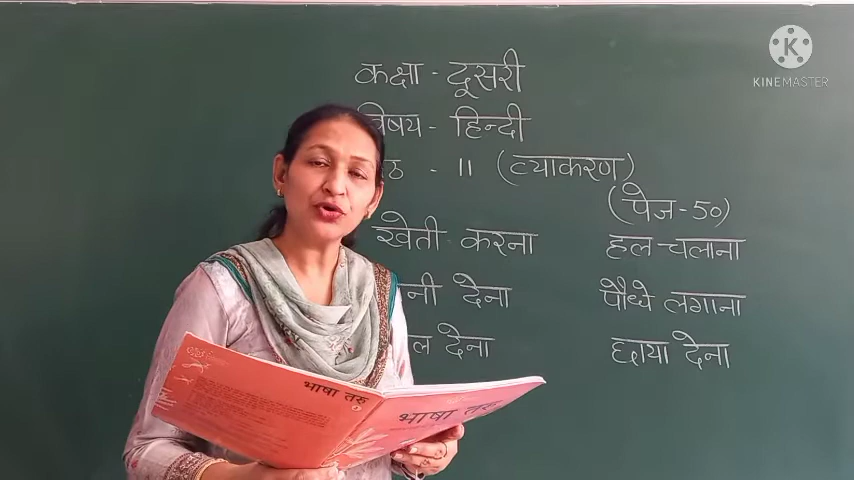 कक्षा - दूसरी
विषय - हिन्दी
- 11 (व्याकरण)
(पेज - 50)
खेती करना हल चलाना
देना पौधे लगाना
देना छाया देना
भाषा तरु
भाषा तरु
KINEMASTER